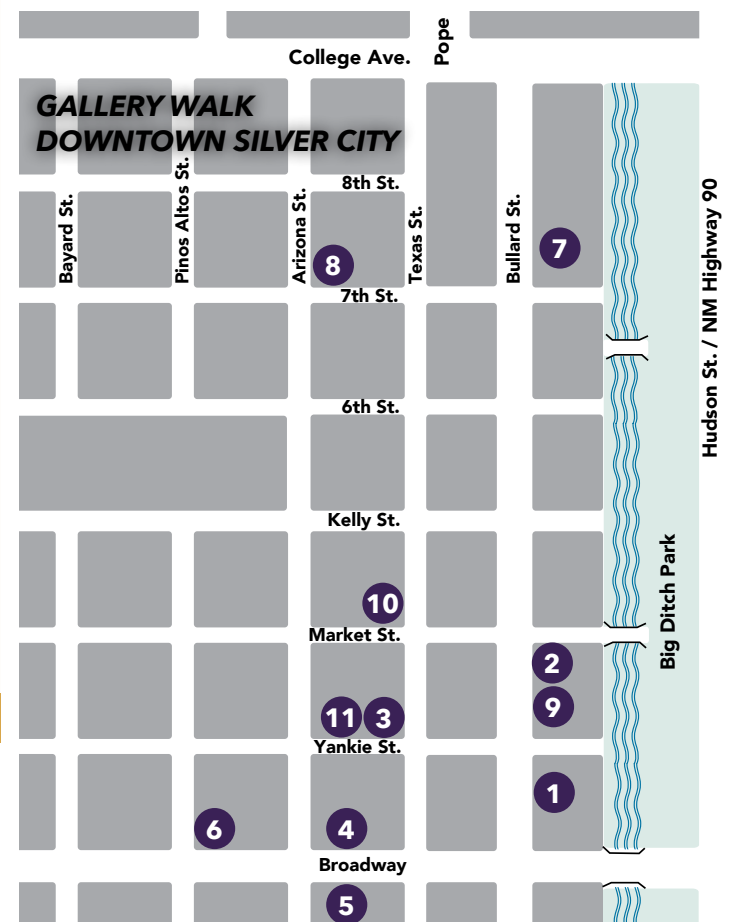 Pope
College Ave.
GALLERY WALK
DOWNTOWN SILVER CITY
8th St.
Bayard St.
Pinos Altos St.
Arizona St.
Texas St.
Bullard St.
Hudson St. / NM Highway 90
7
8
7th St.
6th St.
Kelly St.
Big Ditch Park
10
Market St.
2
9
11
3
Yankie St.
1
6
4
Broadway
5